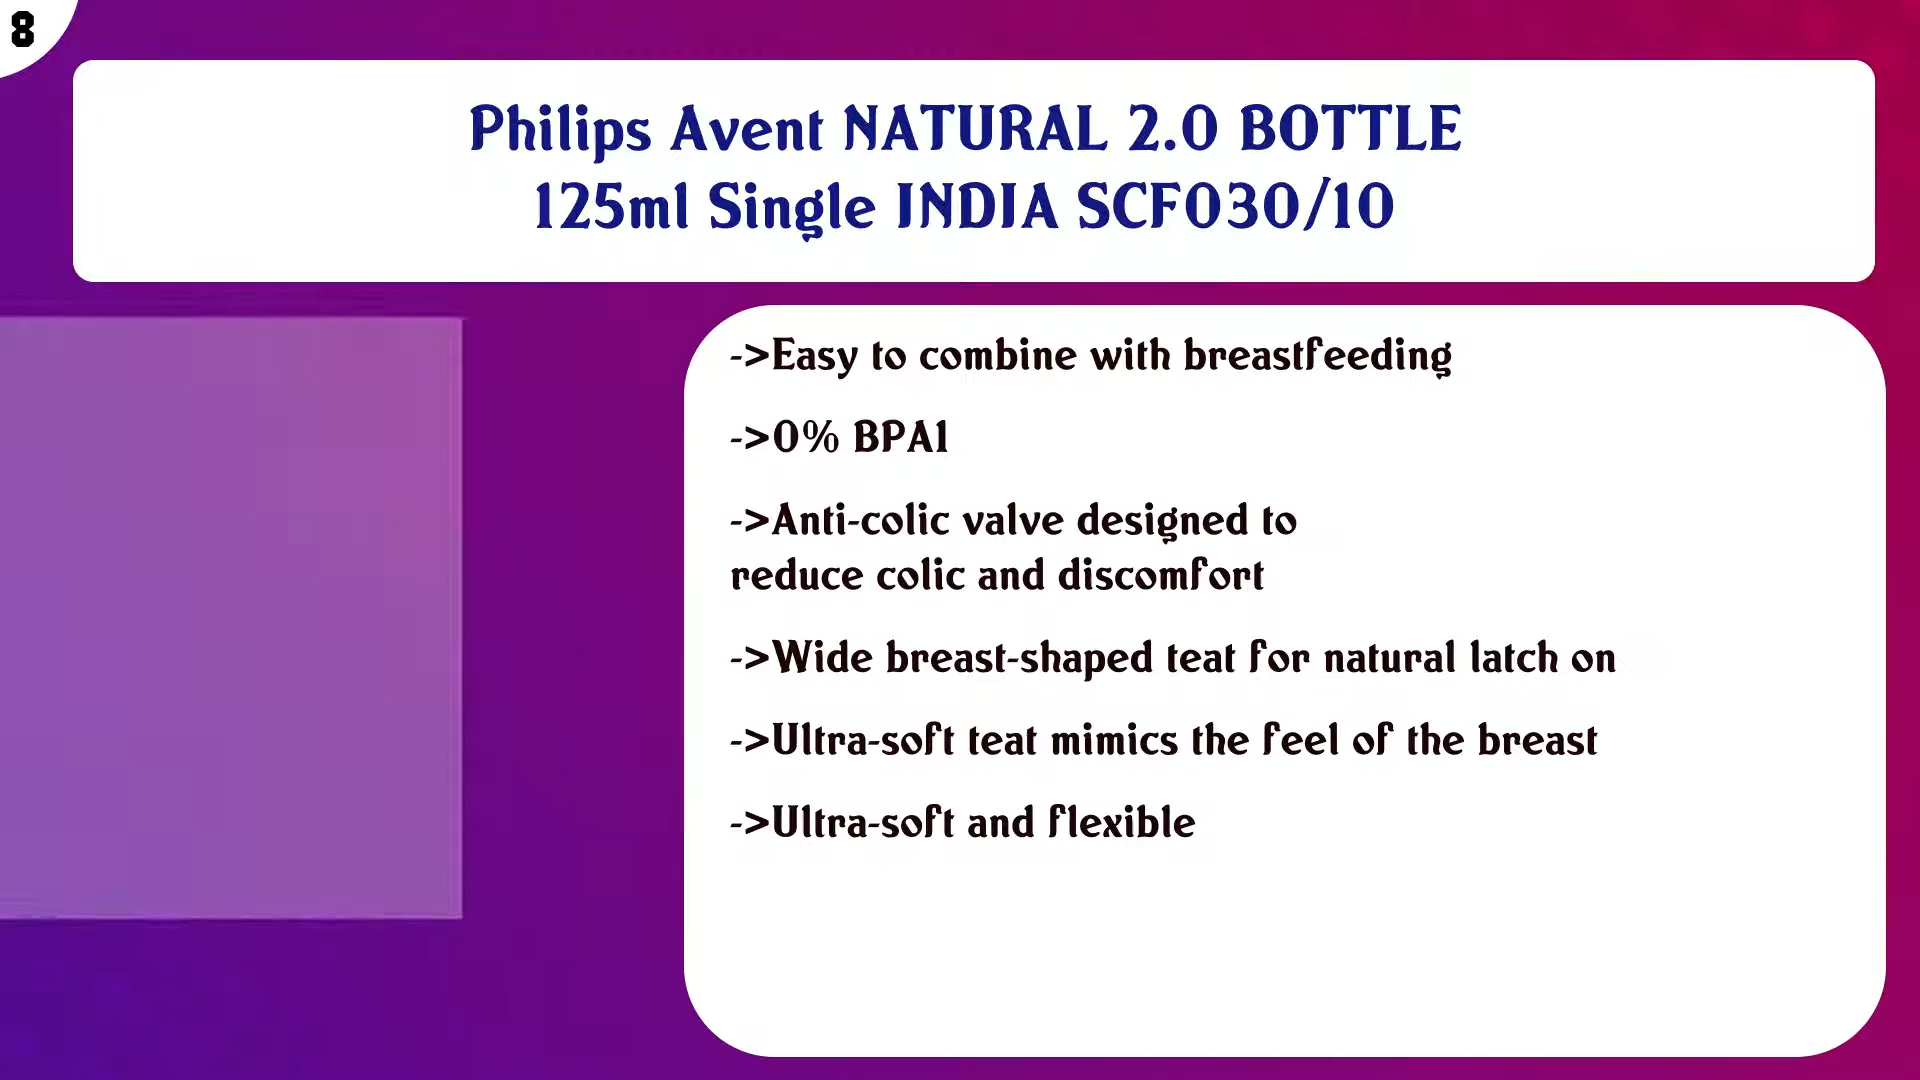 8
Philips Avent NATURAL 2.0 BOTTLE
125ml Single INDIA SCF030/10
->Easy to combine with breastfeeding
->0% BPA1
->Anti-colic valve designed to
reduce colic and discomfort
->Wide breast-shaped teat for natural latch on
->Ultra-soft teat mimics the feel of the breast
->Ultra-soft and flexible